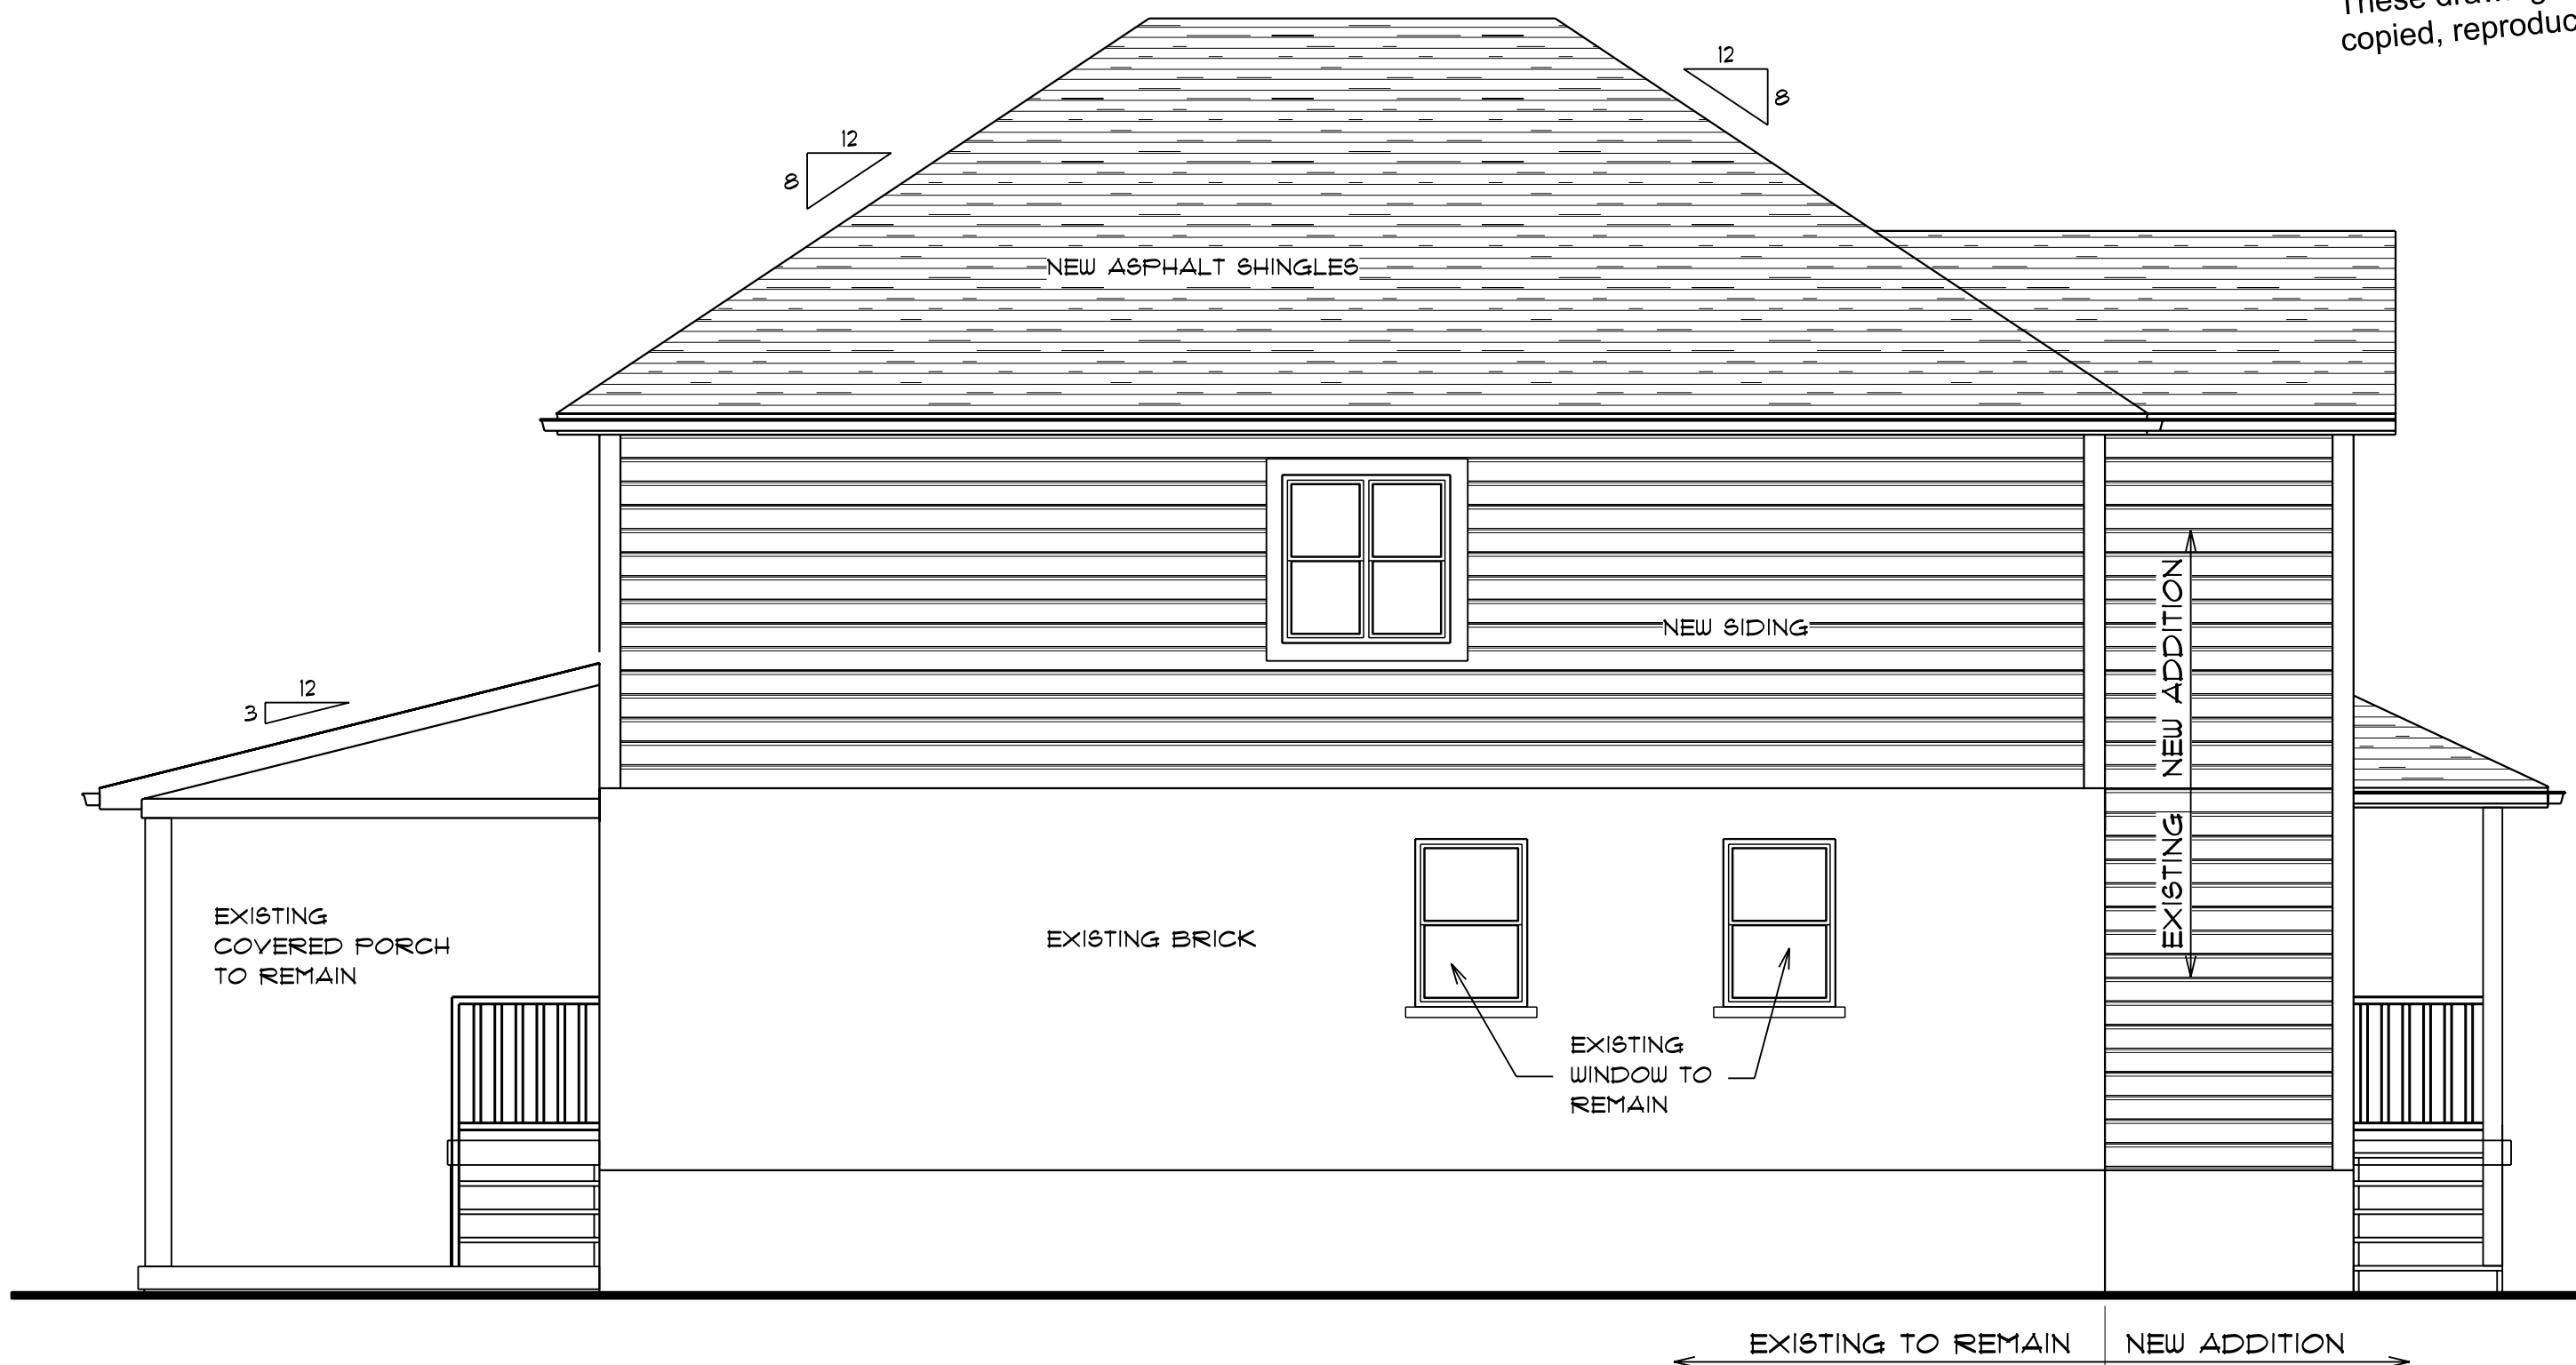 These
copied,
12
8
12
8
NEW ASPHALT SHINGLES
NEW SIDING
12
3
NEW ADDITION
EXISTING
EXISTING
COVERED PORCH
TO REMAIN
EXISTING BRICK
EXISTING
WINDOW TO
REMAIN
EXISTING TO REMAIN
NEW ADDITION